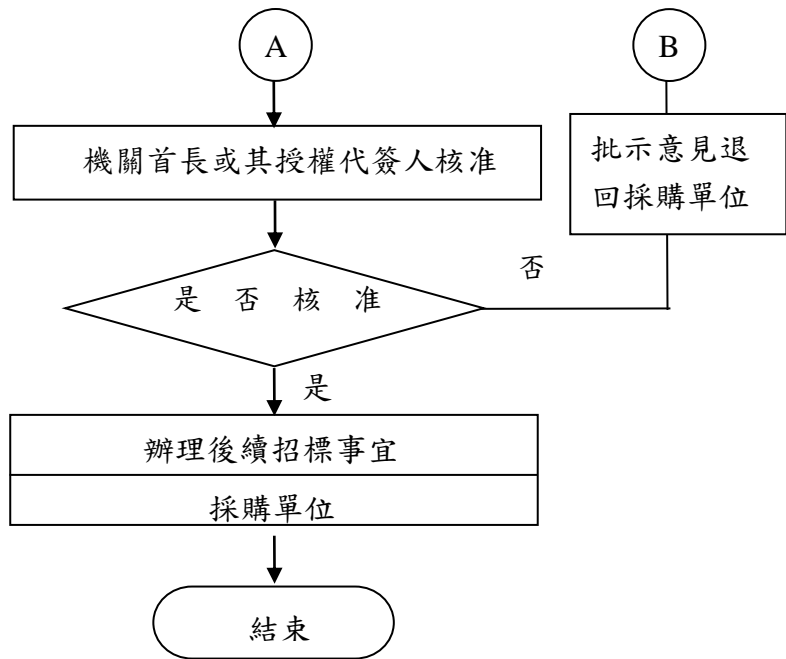 A
B
機關首長或其授權代簽人核准
批示意見退
回採購單位
是否核准
否
是
辦理後續招標事宜
採購單位
結束